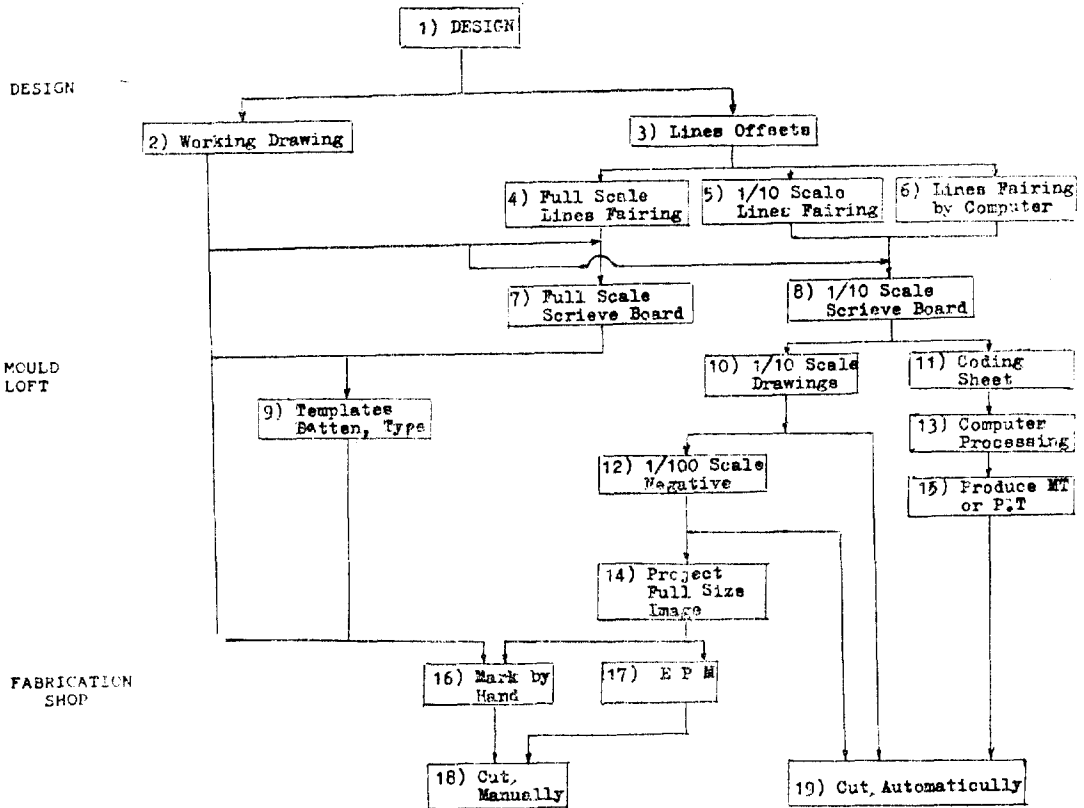 1) DESIGN
DESIGN
2) Working Drawing
3) Lines Offsets
4) Full Scale
Lines Fairing
5) 1/10 Scale
Lines Fairing
6) Lines Fairing
by Computer
7) Full Scale
Scrieve Board
8) 1/10 Scale
Scrieve Board
MOULD
LOFT
9) Templates
Batten, Type
10) 1/10 Scale
Drawings
11) Coding
Sheet
12) 1/100 Scale
Negative
13) Computer
Processing
14) Project
Full Size
Image
15) Produce MT
or P.T
FABRICATION
SHOP
16) Mark by
Hand
17) E P M
18) Cut,
Manually
19) Cut, Automatically